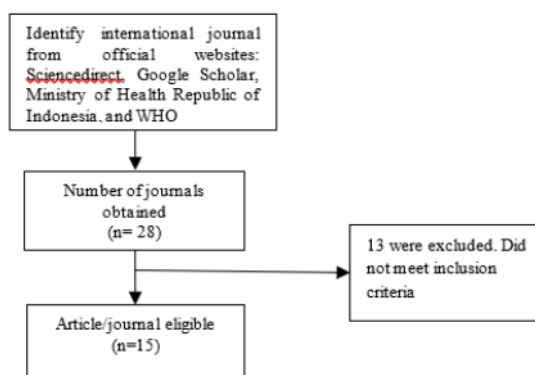 Identify international journal
from official websites:
Sciencedirect, Google Scholar,
Ministry of Health Republic of
Indonesia, and WHO
Number of journals
obtained
(n= 28)
13 were excluded. Did
not meet inclusion
criteria
Article/journal eligible
(n=15)